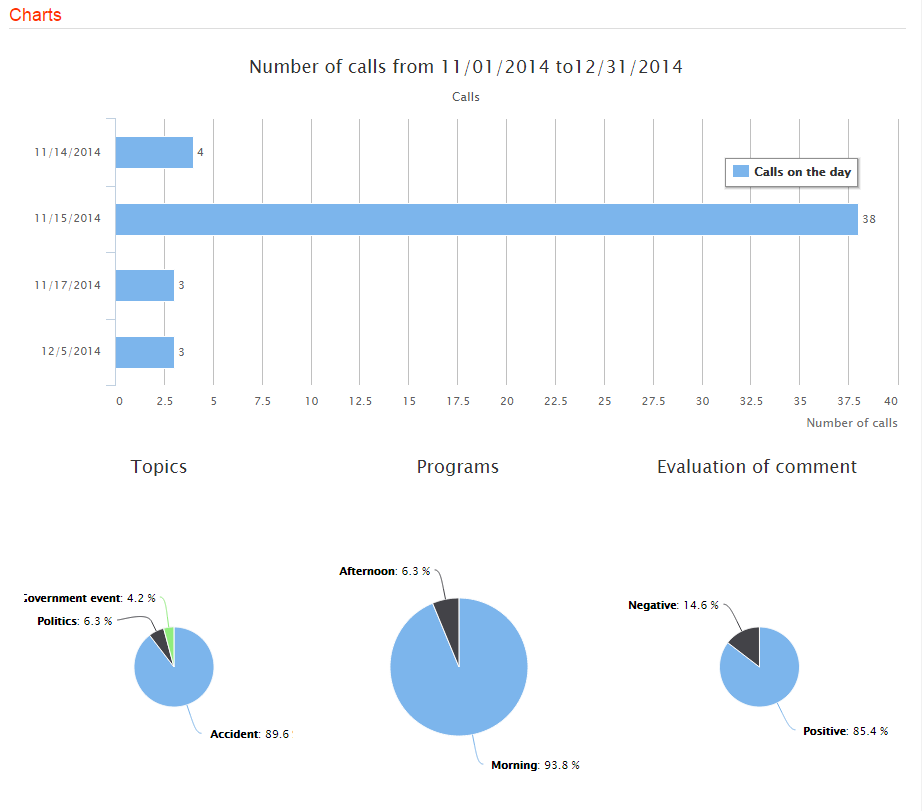 Charts
Number of calls from 11/01/2014 to12/31/2014
Calls
11/14/2014
4
Calls on the day
11/15/2014
38
11/17/2014
3
12/5/2014
3
0 2.5 5 7.5 10 12.5 15 17.5 20 22.5 25 27.5 30 32.5 35 37.5 40
Number of calls
Topics
Programs
Evaluation of comment
Government event: 4.2 %
Politics: 6.3 %
Accident: 89.6
Afternoon: 6.3 %
Morning: 93.8 %
Negative: 14.6 %
Positive: 85.4 %